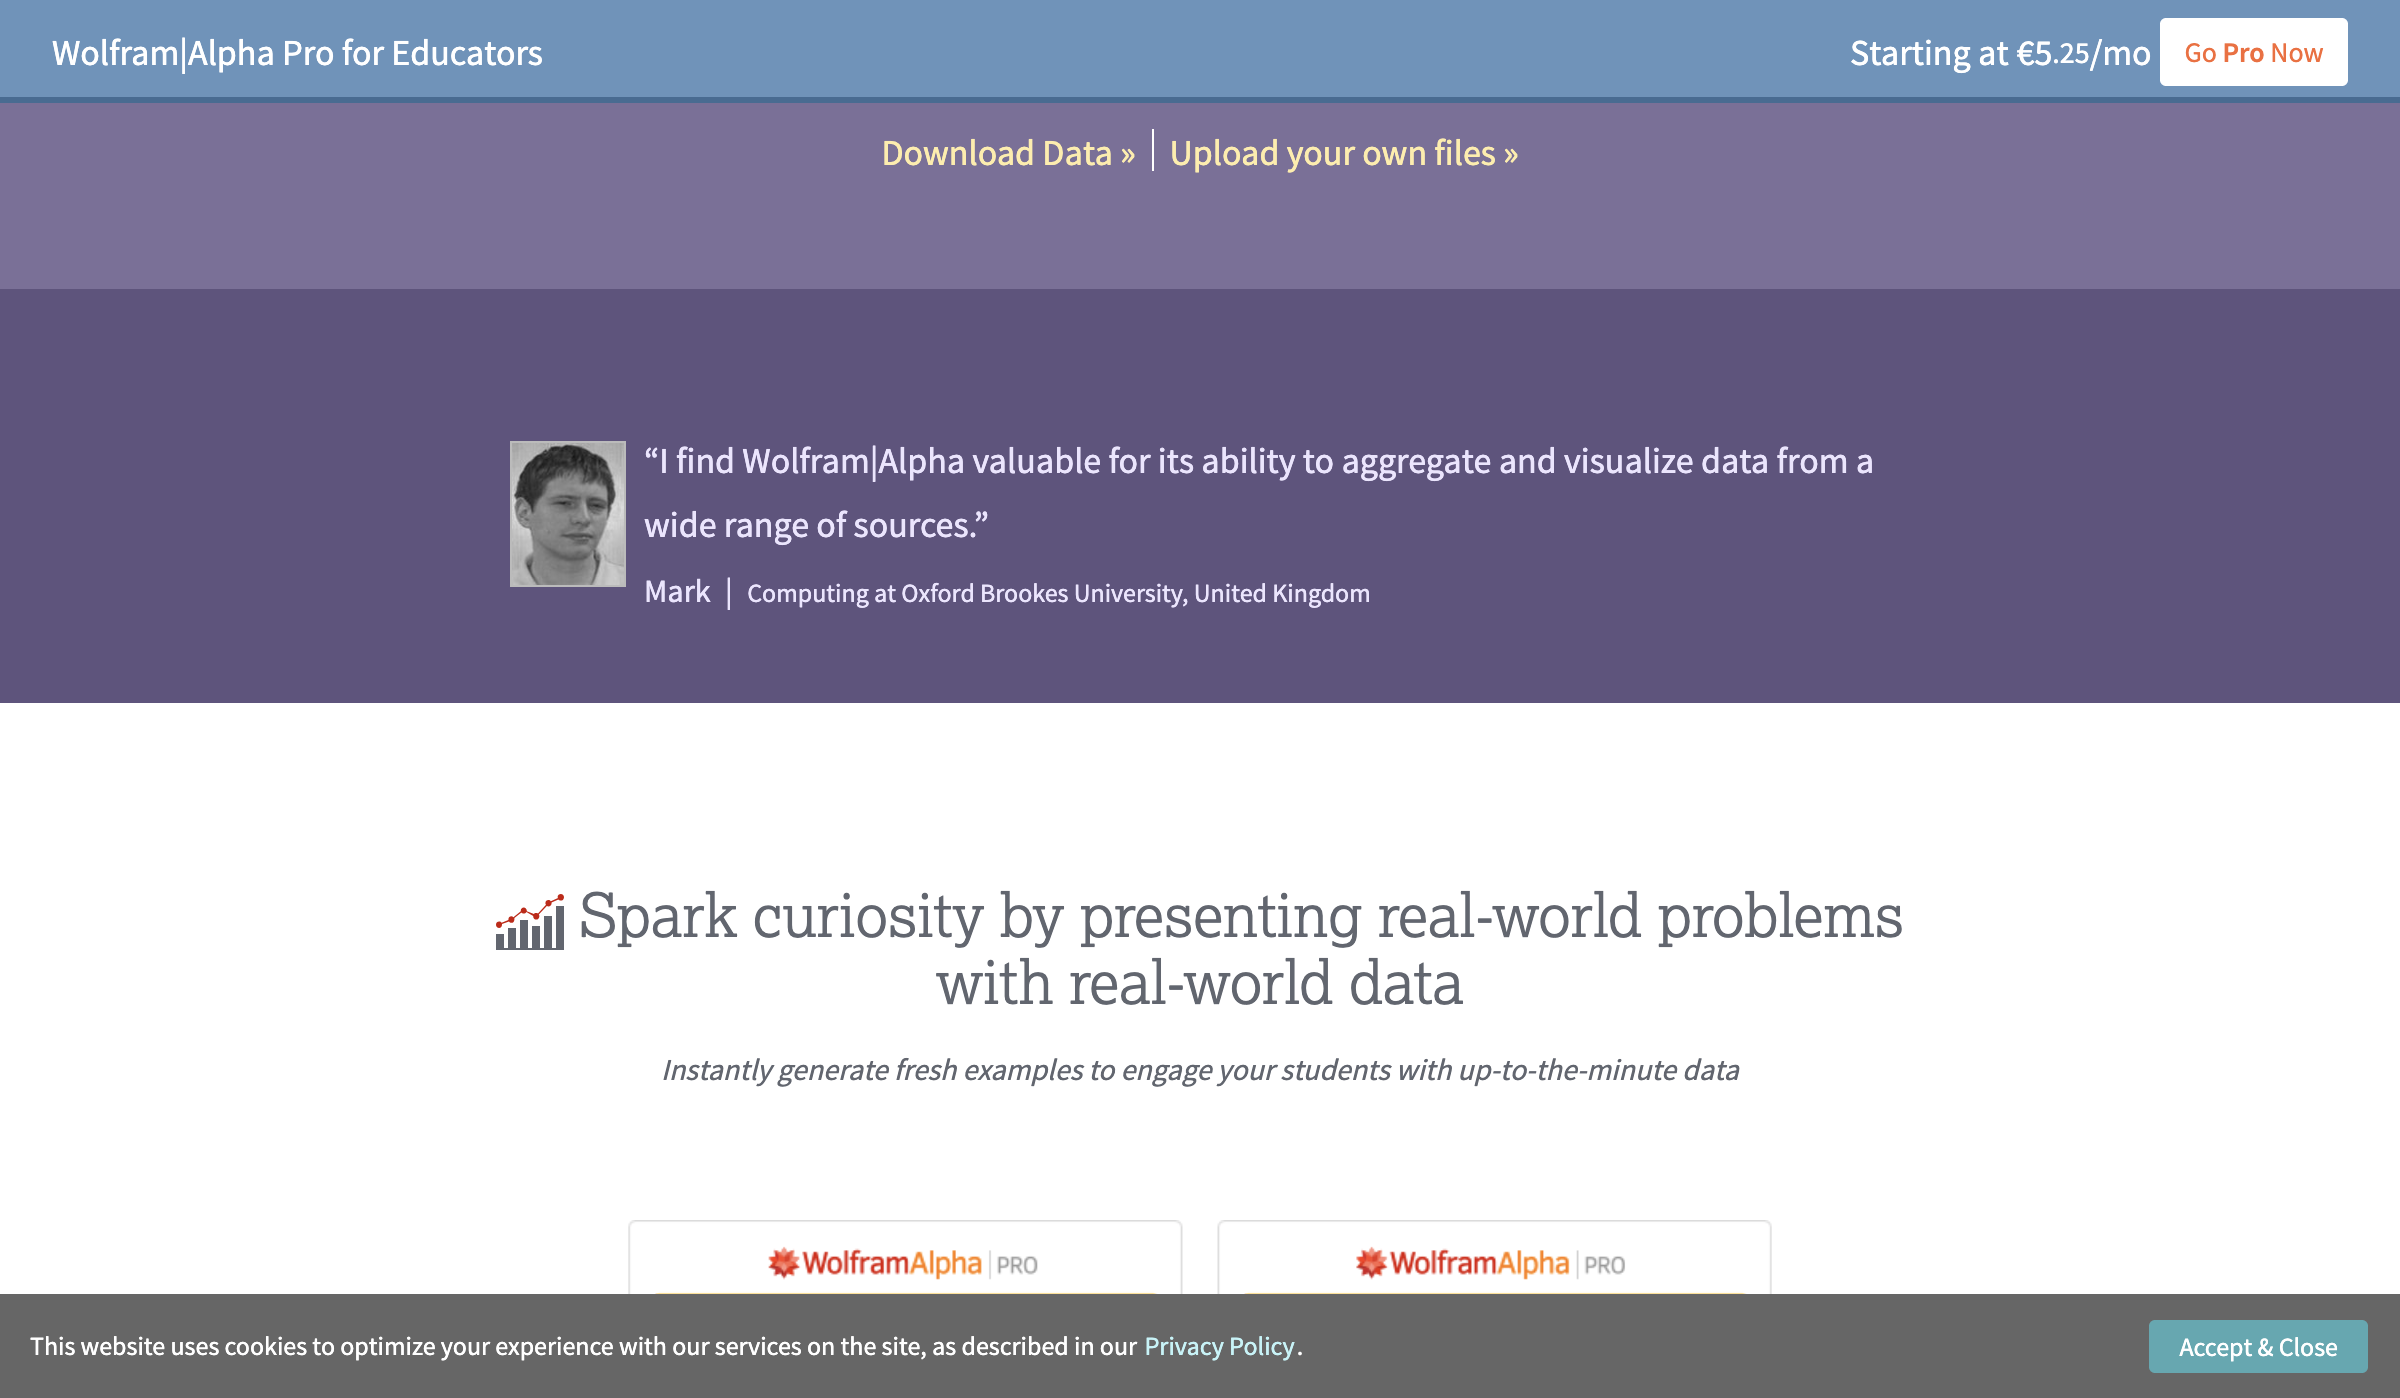 Wolfram|Alpha Pro for Educators
Starting at €5.25/mo
Go Pro Now
Download Data » | Upload your own files »
“I find Wolfram|Alpha valuable for its ability to aggregate and visualize data from a
wide range of sources.”
Mark | Computing at Oxford Brookes University, United Kingdom
Spark curiosity by presenting real-world problems
with real-world data
Instantly generate fresh examples to engage your students with up-to-the-minute data
WolframAlpha | PRO
WolframAlpha | PRO
This website uses cookies to optimize your experience with our services on the site, as described in our Privacy Policy.
Accept & Close